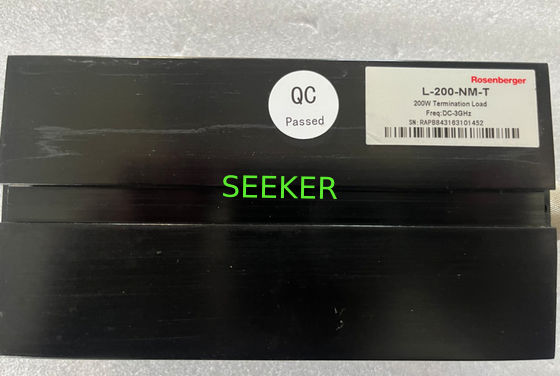 Rosenberger
L-200-NM-T
200W Termination Load
Freq:DC-3GHz
SN: RAPB843163101452
QC
Passed
SEEKER